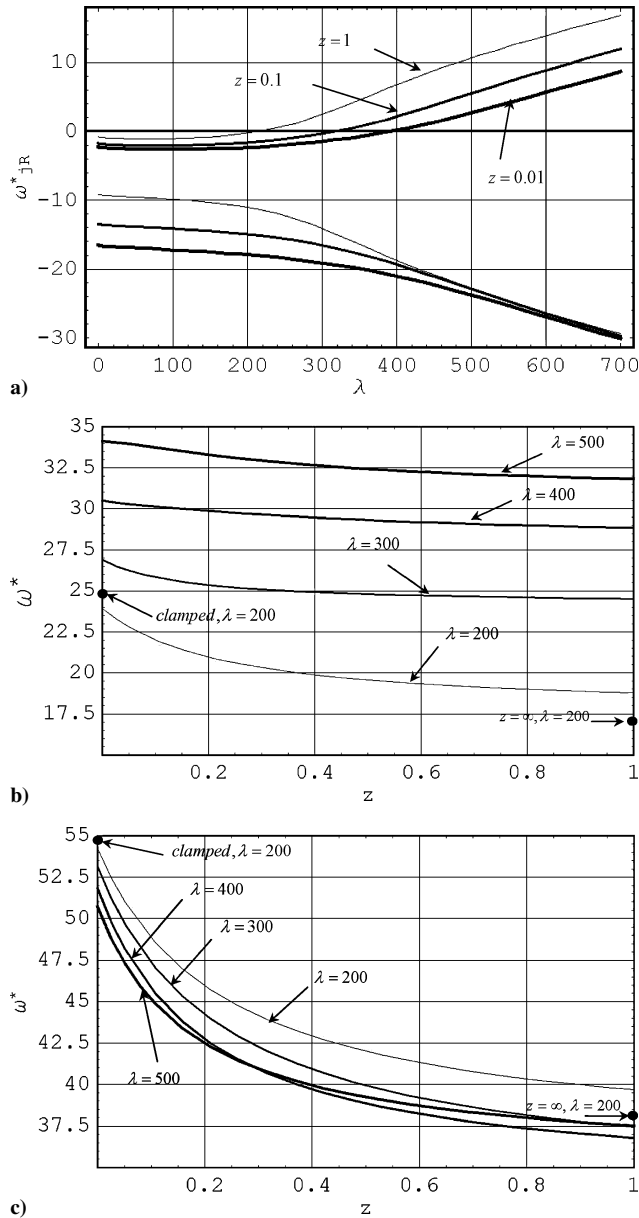 10
0
-10
-20
-30
ω*jR
z = 1
z = 0.1
z = 0.01
0 100 200 300 400 500 600 700
λ
a)
35
32.5
30
27.5
25
22.5
20
17.5
ω*
λ = 500
λ = 400
λ = 300
clamped, λ = 200
λ = 200
z = ∞, λ = 200
0.2 0.4 0.6 0.8 1
z
b)
55
52.5
50
47.5
45
42.5
40
37.5
ω*
clamped, λ = 200
λ = 400
λ = 300
λ = 200
λ = 500
z = ∞, λ = 200
0.2 0.4 0.6 0.8 1
z
c)